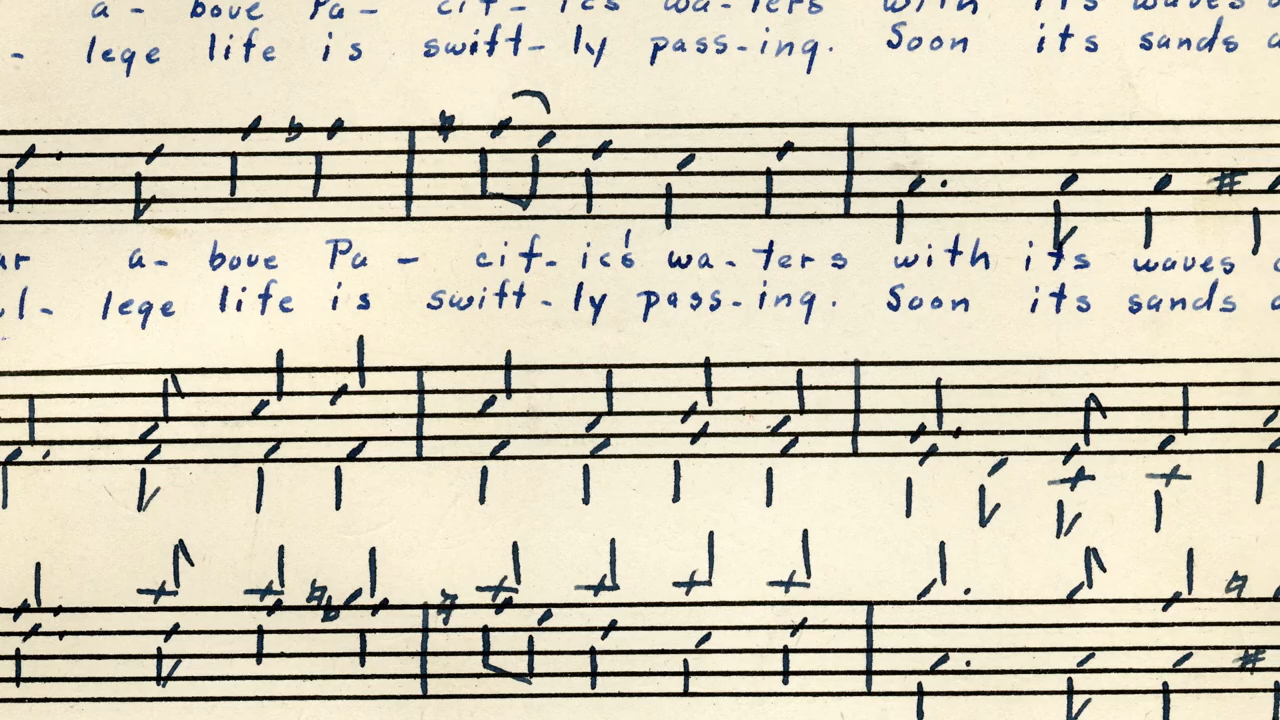 a - bove Pa - cif - ic's wa - ters with its waves
- lege life is swift - ly pass - ing. Soon its sands
a - bove Pa - cif - ic's wa - ters with its waves
l - lege life is swift - ly pass - ing. Soon its sands